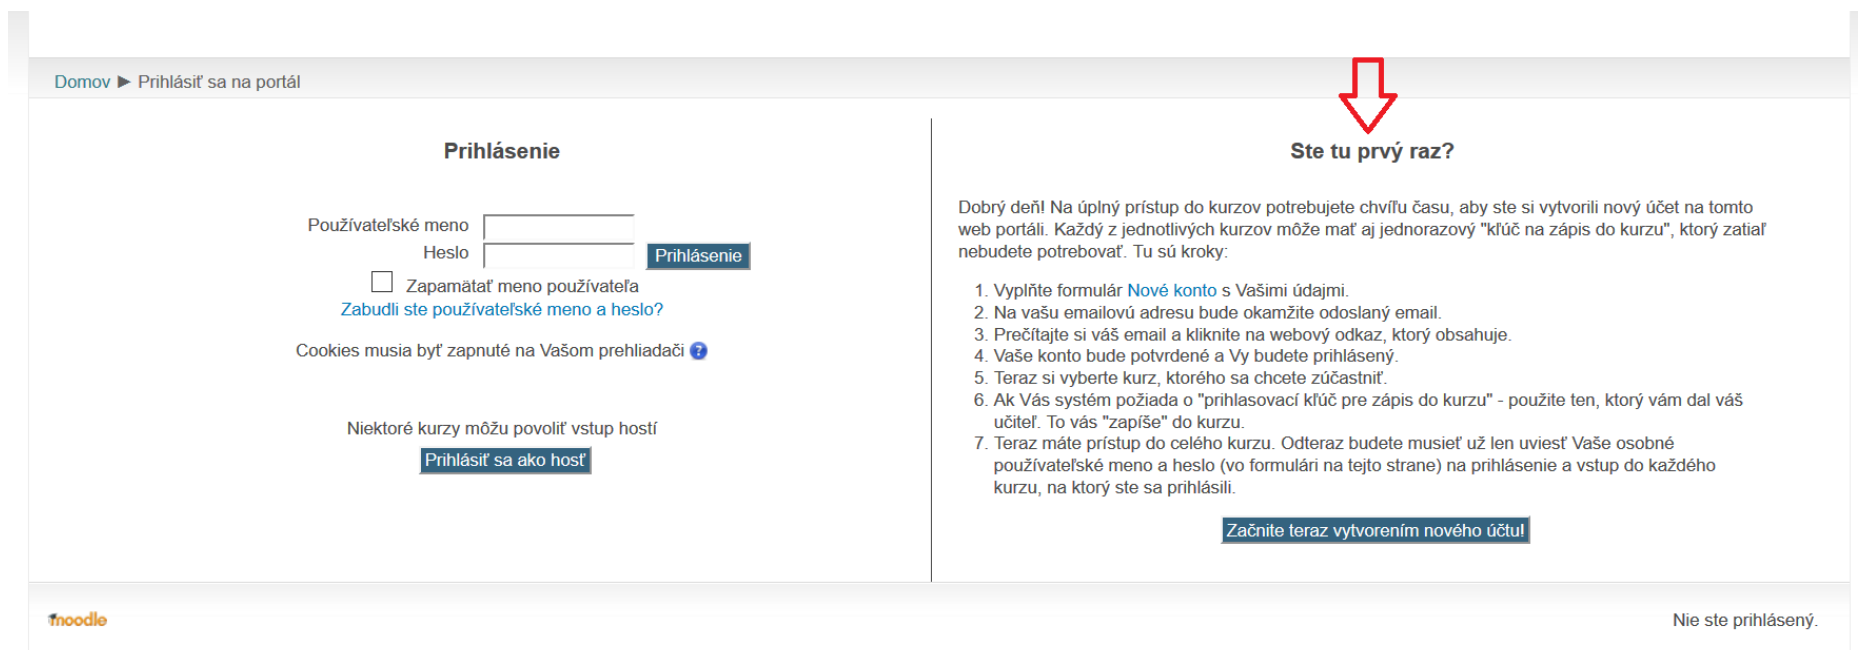 Domov ► Prihlásiť sa na portál
Prihlásenie
Používateľské meno
Heslo
Prihlásenie
Zapamätať meno používateľa
Zabudli ste používateľské meno a heslo?
Cookies musia byť zapnuté na Vašom prehliadači ?
Niektoré kurzy môžu povoliť vstup hostí
Prihlásiť sa ako hosť
Ste tu prvý raz?
Dobrý deň! Na úplný prístup do kurzov potrebujete chvíľu času, aby ste si vytvorili nový účet na tomto
web portáli. Každý z jednotlivých kurzov môže mať aj jednorazový "kľúč na zápis do kurzu", ktorý zatiaľ
nebudete potrebovať. Tu sú kroky:
1. Vyplňte formulár Nové konto s Vašimi údajmi.
2. Na vašu emailovú adresu bude okamžite odoslaný email.
3. Prečítajte si váš email a kliknite na webový odkaz, ktorý obsahuje.
4. Vaše konto bude potvrdené a Vy budete prihlásený.
5. Teraz si vyberte kurz, ktorého sa chcete zúčastniť.
6. Ak Vás systém požiada o "prihlasovací kľúč pre zápis do kurzu" - použite ten, ktorý vám dal váš
učiteľ. To vás "zapíše" do kurzu.
7. Teraz máte prístup do celého kurzu. Odteraz budete musieť už len uviesť Vaše osobné
používateľské meno a heslo (vo formulári na tejto strane) na prihlásenie a vstup do každého
kurzu, na ktorý ste sa prihlásili.
Začnite teraz vytvorením nového účtu!
moodle
Nie ste prihlásený.